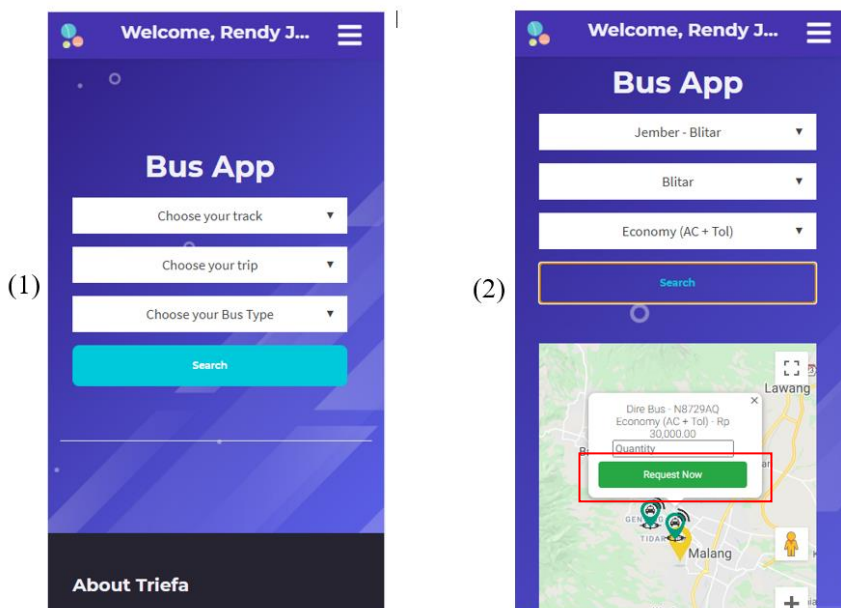 (1)
Welcome, Rendy J...
Bus App
Choose your track
Choose your trip
Choose your Bus Type
Search
About Triefa
(2)
Welcome, Rendy J...
Bus App
Jember - Blitar
Blitar
Economy (AC + Tol)
Search
Lawang
Dire Bus - N8729AQ
Economy (AC + Tol) - Rp
30,000.00
Quantity
Request Now
TIDAR
Malang